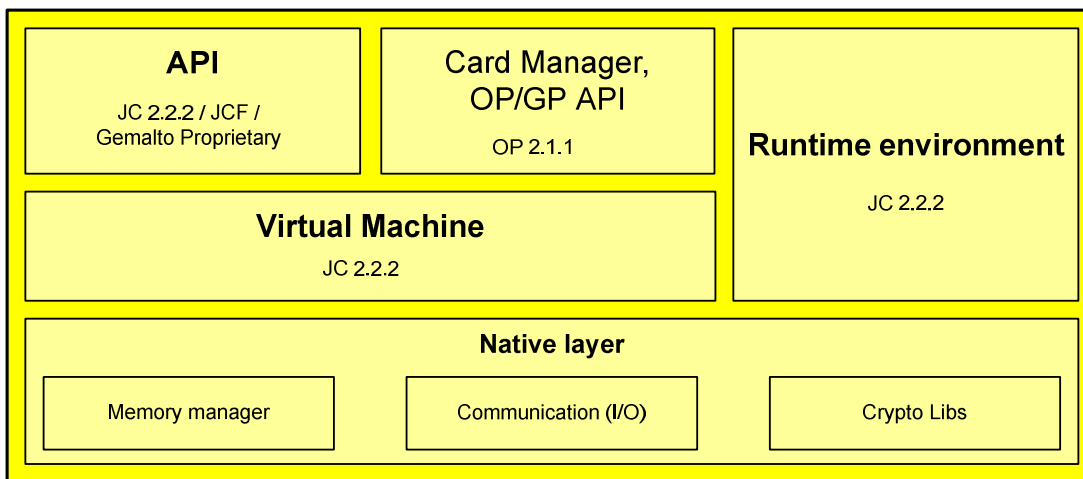 API
JC 2.2.2 / JCF /
Gemalto Proprietary
Card Manager,
OP/GP API
OP 2.1.1
Runtime environment
JC 2.2.2
Virtual Machine
JC 2.2.2
Native layer
Memory manager
Communication (I/O)
Crypto Libs